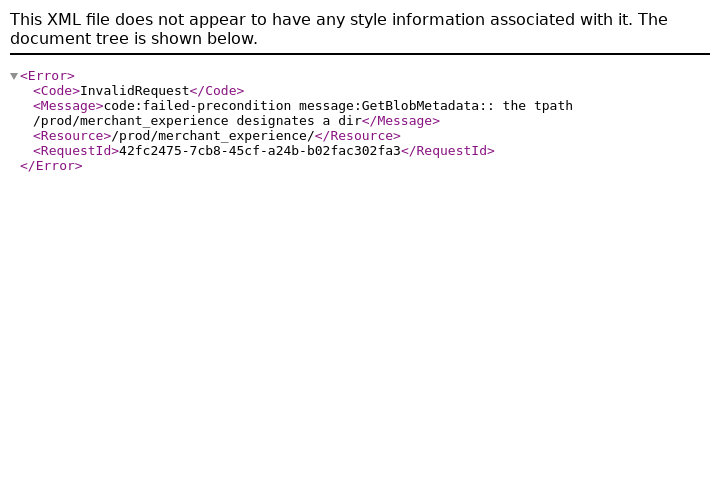 This XML file does not appear to have any style information associated with it. The
document tree is shown below.
<Error>
<Code>InvalidRequest</Code>
<Message>code:failed-precondition message:GetBlobMetadata:: the tpath
/prod/merchant_experience designates a dir</Message>
<Resource>/prod/merchant_experience/</Resource>
<RequestId>42fc2475-7cb8-45cf-a24b-b02fac302fa3</RequestId>
</Error>